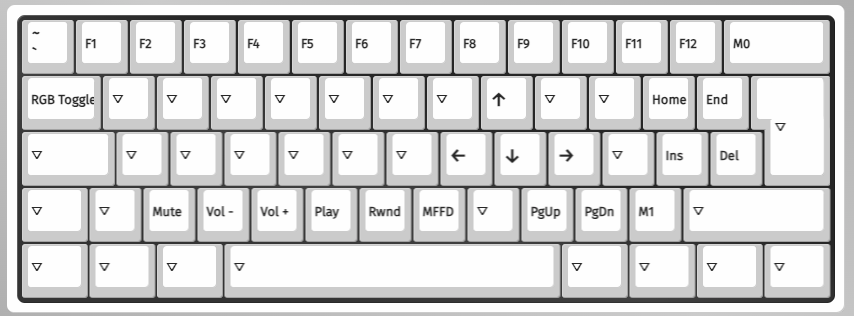 ~
` F1 F2 F3 F4 F5 F6 F7 F8 F9 F10 F11 F12 M0
RGB Toggle ▽ ▽ ▽ ▽ ▽ ▽ ▽ ↑ ▽ ▽ Home End ▽
▽ ▽ ▽ ▽ ▽ ▽ ▽ ← ↓ → ▽ Ins Del
▽ ▽ Mute Vol - Vol + Play Rwnd MFFD ▽ PgUp PgDn M1 ▽
▽ ▽ ▽ ▽ ▽ ▽ ▽ ▽